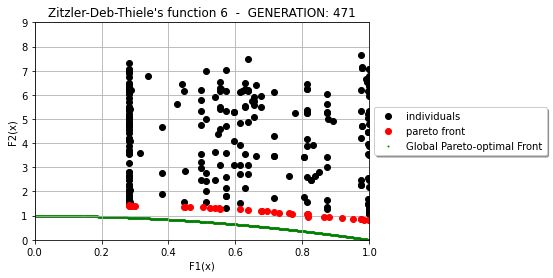 Zitzler-Deb-Thiele's function 6 - GENERATION: 471
F2(x)
9
8
7
6
5
4
3
2
1
0
0.0 0.2 0.4 0.6 0.8 1.0
F1(x)
individuals
pareto front
Global Pareto-optimal Front